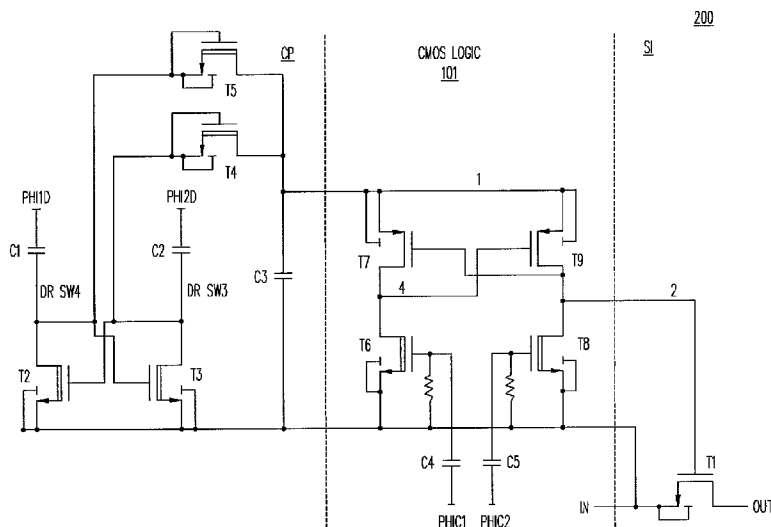 200
CP
CMOS LOGIC
101
SI
T5
T4
PHI1D
PHI2D
C1
C2
C3
DR SW4
DR SW3
T2
T3
1
T7
T9
4
2
T6
T8
C4
C5
PHIC1
PHIC2
T1
IN
OUT